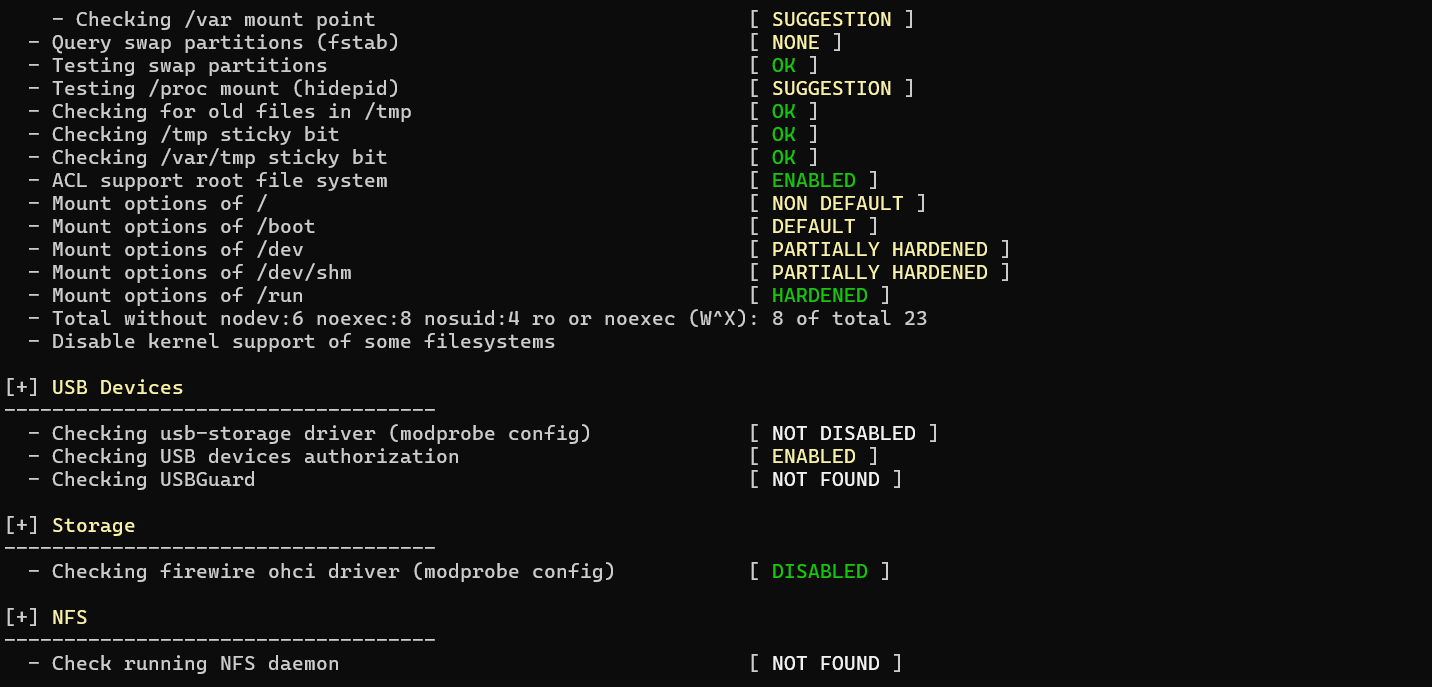 - Checking /var mount point [ SUGGESTION ]
- Query swap partitions (fstab) [ NONE ]
- Testing swap partitions [ OK ]
- Testing /proc mount (hidepid) [ SUGGESTION ]
- Checking for old files in /tmp [ OK ]
- Checking /tmp sticky bit [ OK ]
- Checking /var/tmp sticky bit [ OK ]
- ACL support root file system [ ENABLED ]
- Mount options of / [ NON DEFAULT ]
- Mount options of /boot [ DEFAULT ]
- Mount options of /dev [ PARTIALLY HARDENED ]
- Mount options of /dev/shm [ PARTIALLY HARDENED ]
- Mount options of /run [ HARDENED ]
- Total without nodev:6 noexec:8 nosuid:4 ro or noexec (W^X): 8 of total 23
- Disable kernel support of some filesystems
[+] USB Devices
------------------------------------
- Checking usb-storage driver (modprobe config) [ NOT DISABLED ]
- Checking USB devices authorization [ ENABLED ]
- Checking USBGuard [ NOT FOUND ]
[+] Storage
------------------------------------
- Checking firewire ohci driver (modprobe config) [ DISABLED ]
[+] NFS
------------------------------------
- Check running NFS daemon [ NOT FOUND ]